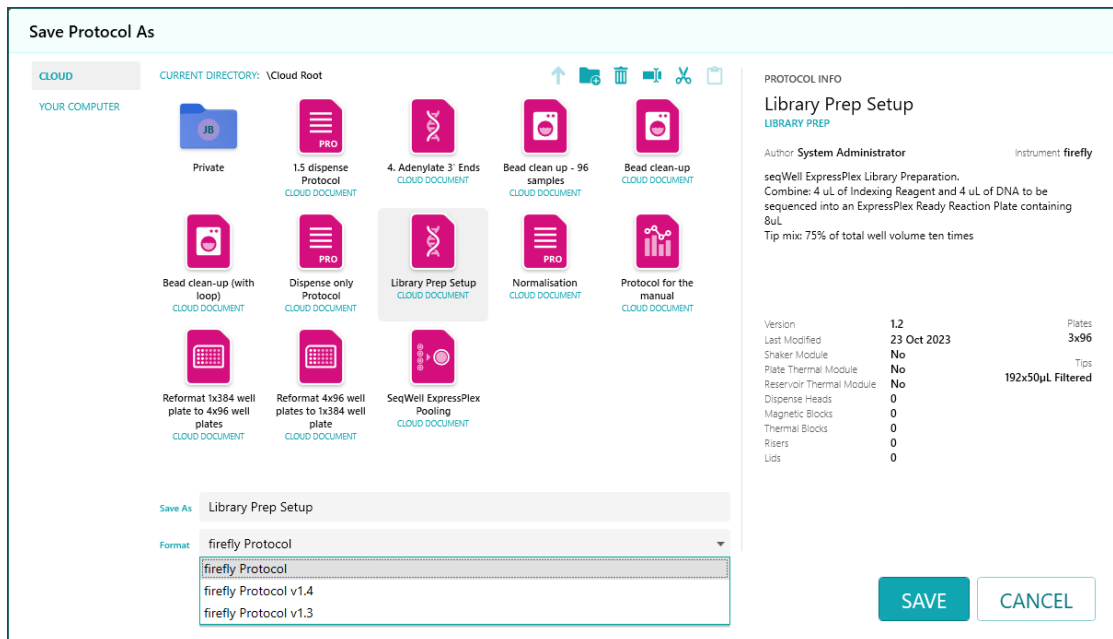 Save Protocol As
CLOUD
YOUR COMPUTER
CURRENT DIRECTORY: \Cloud Root
JB
Private
PRO
1.5 dispense
Protocol
CLOUD DOCUMENT
4. Adenylate 3' Ends
CLOUD DOCUMENT
Bead clean up - 96
samples
CLOUD DOCUMENT
Bead clean-up
CLOUD DOCUMENT
Bead clean-up (with
loop)
CLOUD DOCUMENT
PRO
Dispense only
Protocol
CLOUD DOCUMENT
Library Prep Setup
CLOUD DOCUMENT
PRO
Normalisation
CLOUD DOCUMENT
Protocol for the
manual
CLOUD DOCUMENT
Reformat 1x384 well
plate to 4x96 well
plates
CLOUD DOCUMENT
Reformat 4x96 well
plates to 1x384 well
plate
CLOUD DOCUMENT
SeqWell ExpressPlex
Pooling
CLOUD DOCUMENT
Save As Library Prep Setup
Format firefly Protocol
firefly Protocol
firefly Protocol v1.4
firefly Protocol v1.3
PROTOCOL INFO
Library Prep Setup
LIBRARY PREP
Author System Administrator Instrument firefly
seqWell ExpressPlex Library Preparation.
Combine: 4 uL of Indexing Reagent and 4 uL of DNA to be
sequenced into an ExpressPlex Ready Reaction Plate containing
8uL
Tip mix: 75% of total well volume ten times
Version 1.2
Last Modified 23 Oct 2023
Shaker Module No
Plate Thermal Module No
Reservoir Thermal Module No
Dispense Heads 0
Magnetic Blocks 0
Thermal Blocks 0
Risers 0
Lids 0
Plates
3x96
Tips
192x50µL Filtered
SAVE
CANCEL